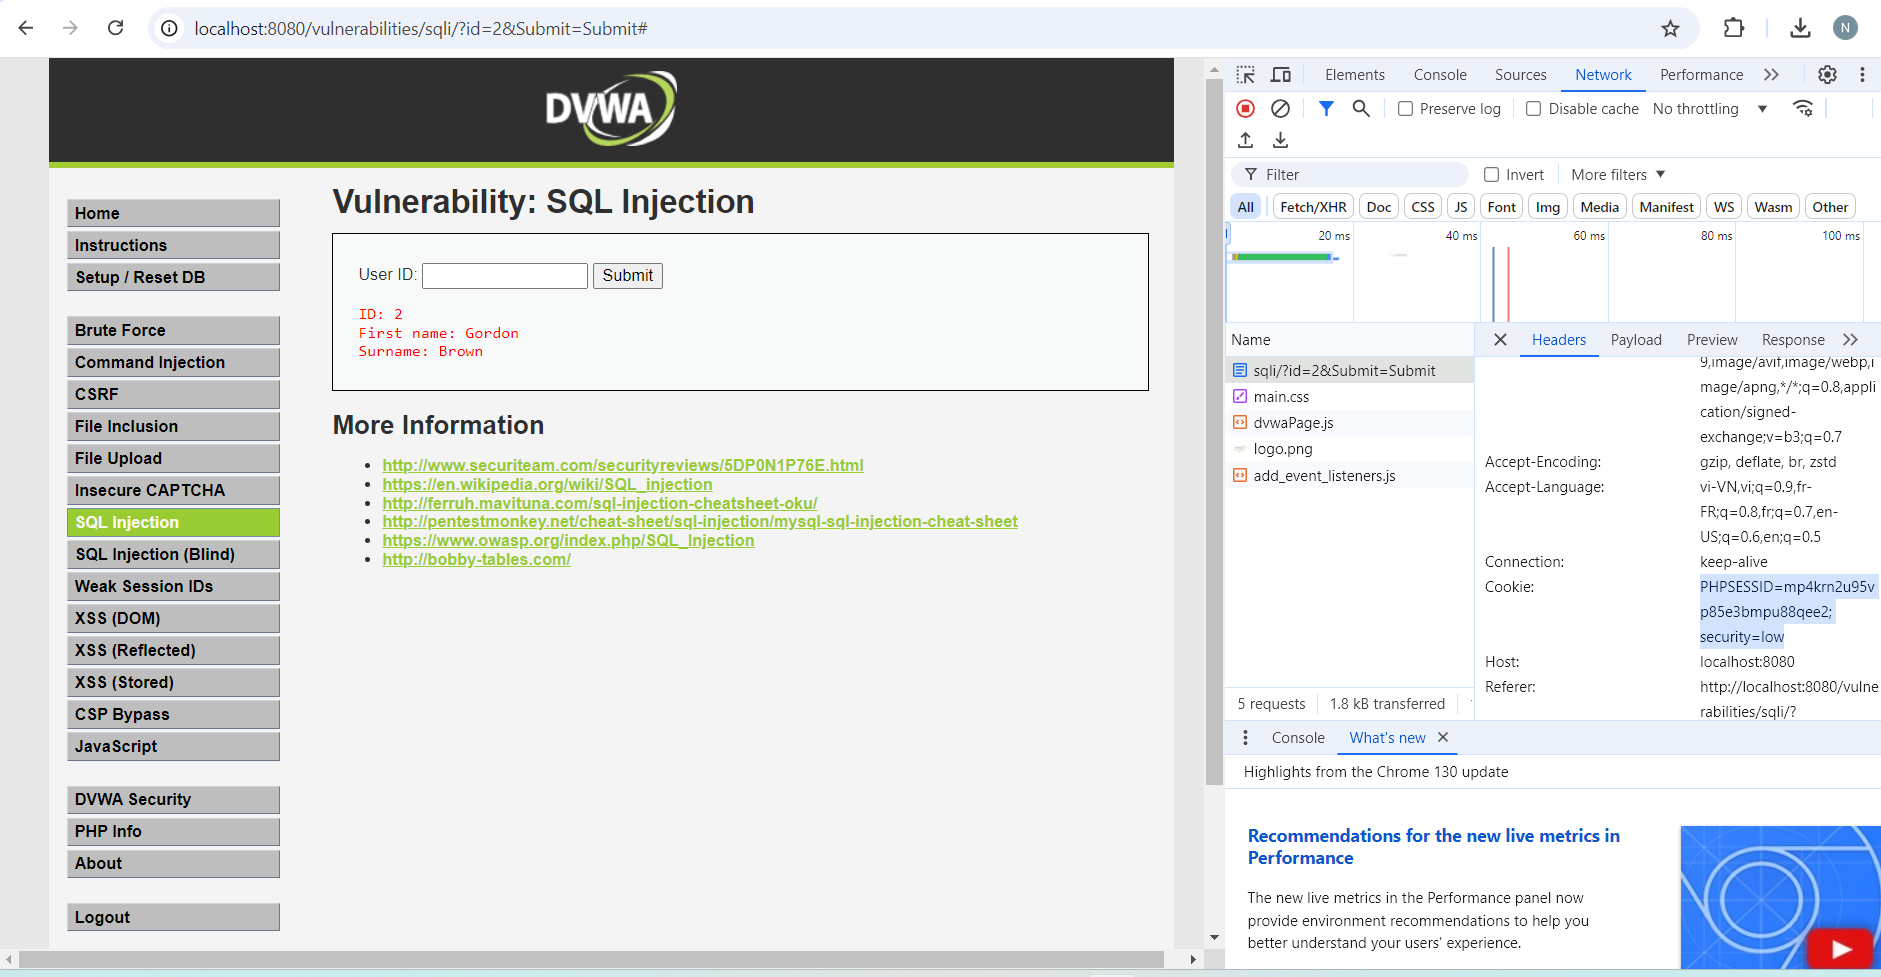 localhost:8080/vulnerabilities/sqli/?id=2&Submit=Submit#
N
DVWA
Home
Instructions
Setup / Reset DB
Brute Force
Command Injection
CSRF
File Inclusion
File Upload
Insecure CAPTCHA
SQL Injection
SQL Injection (Blind)
Weak Session IDs
XSS (DOM)
XSS (Reflected)
XSS (Stored)
CSP Bypass
JavaScript
DVWA Security
PHP Info
About
Logout
Vulnerability: SQL Injection
User ID: Submit
ID: 2
First name: Gordon
Surname: Brown
More Information
http://www.securiteam.com/securityreviews/5DP0N1P76E.html
https://en.wikipedia.org/wiki/SQL_injection
http://ferruh.mavituna.com/sql-injection-cheatsheet-oku/
http://pentestmonkey.net/cheat-sheet/sql-injection/mysql-sql-injection-cheat-sheet
https://www.owasp.org/index.php/SQL_Injection
http://bobby-tables.com/
Elements Console Sources Network Performance
Preserve log Disable cache No throttling
Filter Invert More filters
All Fetch/XHR Doc CSS JS Font Img Media Manifest WS Wasm Other
20 ms 40 ms 60 ms 80 ms 100 ms
Name
sqli/?id=2&Submit=Submit
main.css
dvwaPage.js
logo.png
add_event_listeners.js
5 requests 1.8 kB transferred
Headers Payload Preview Response
9,image/avif,image/webp,i
mage/apng,*/*;q=0.8,appli
cation/signed-
exchange;v=b3;q=0.7
Accept-Encoding: gzip, deflate, br, zstd
Accept-Language: vi-VN,vi;q=0.9,fr-
FR;q=0.8,fr;q=0.7,en-
US;q=0.6,en;q=0.5
Connection: keep-alive
Cookie: PHPSESSID=mp4krn2u95v
p85e3bmpu88qee2;
security=low
Host: localhost:8080
Referer: http://localhost:8080/vulne
rabilities/sqli/?
Console What's new
Highlights from the Chrome 130 update
Recommendations for the new live metrics in
Performance
The new live metrics in the Performance panel now
provide environment recommendations to help you
better understand your users' experience.